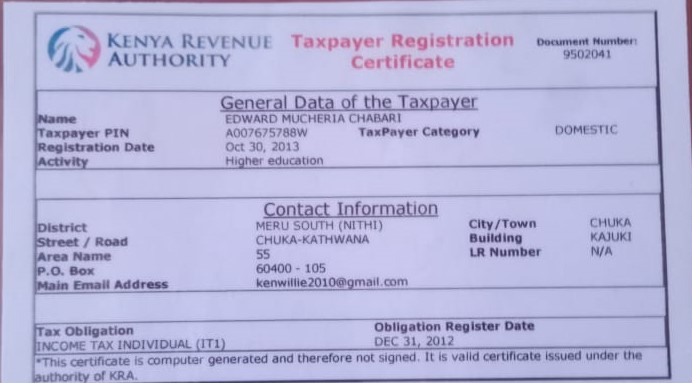 KENYA REVENUE AUTHORITY
Taxpayer Registration Certificate
Document Number: 9502041
General Data of the Taxpayer
Name EDWARD MUCHERIA CHABARI
Taxpayer PIN A007675788W TaxPayer Category DOMESTIC
Registration Date Oct 30, 2013
Activity Higher education
Contact Information
District MERU SOUTH (NITHI) City/Town CHUKA
Street / Road CHUKA-KATHWANA Building KAJUKI
Area Name 55 LR Number N/A
P.O. Box 60400 - 105
Main Email Address kenwillie2010@gmail.com
Tax Obligation Obligation Register Date
INCOME TAX INDIVIDUAL (IT1) DEC 31, 2012
*This certificate is computer generated and therefore not signed. It is valid certificate issued under the
authority of KRA.